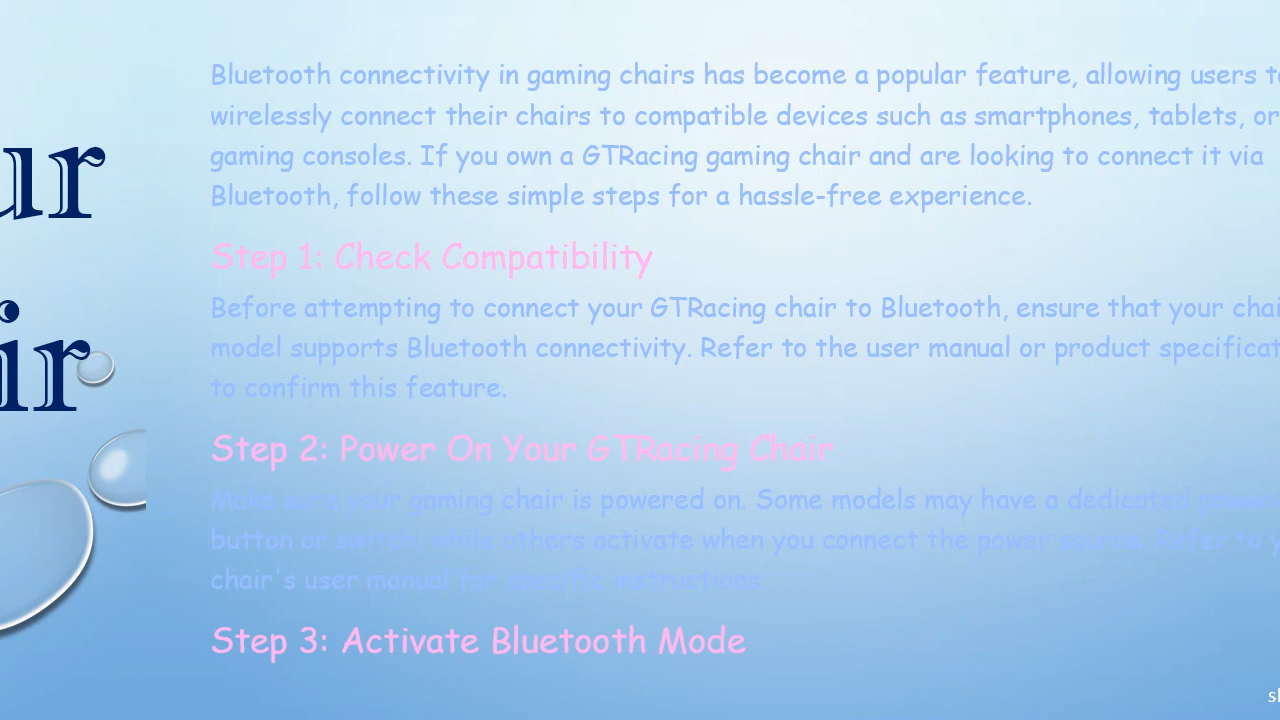 ur
ir
Bluetooth connectivity in gaming chairs has become a popular feature, allowing users to
wirelessly connect their chairs to compatible devices such as smartphones, tablets, or
gaming consoles. If you own a GTRacing gaming chair and are looking to connect it via
Bluetooth, follow these simple steps for a hassle-free experience.
Step 1: Check Compatibility
Before attempting to connect your GTRacing chair to Bluetooth, ensure that your chai
model supports Bluetooth connectivity. Refer to the user manual or product specificat
to confirm this feature.
Step 2: Power On Your GTRacing Chair
Make sure your gaming chair is powered on. Some models may have a dedicated power
button or switch, while others activate when you connect the power source. Refer to y
chair's user manual for specific instructions.
Step 3: Activate Bluetooth Mode
sl